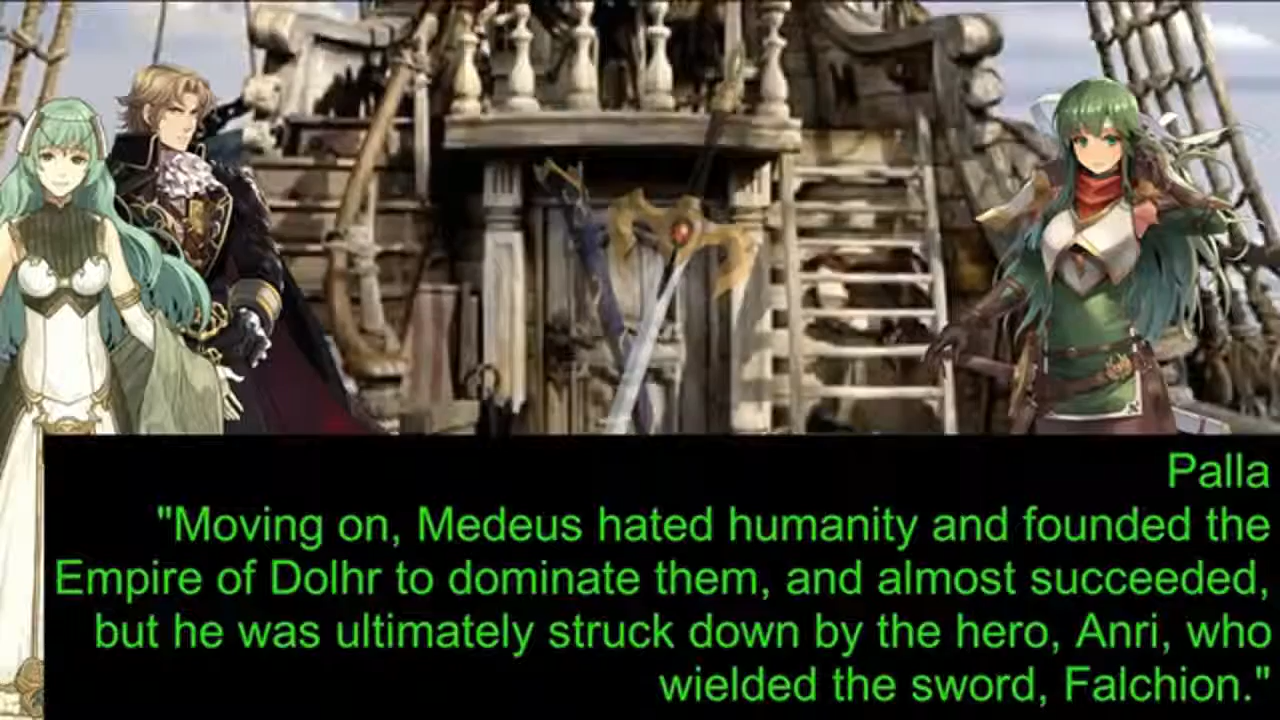 Palla
"Moving on, Medeus hated humanity and founded the
Empire of Dolhr to dominate them, and almost succeeded,
but he was ultimately struck down by the hero, Anri, who
wielded the sword, Falchion."